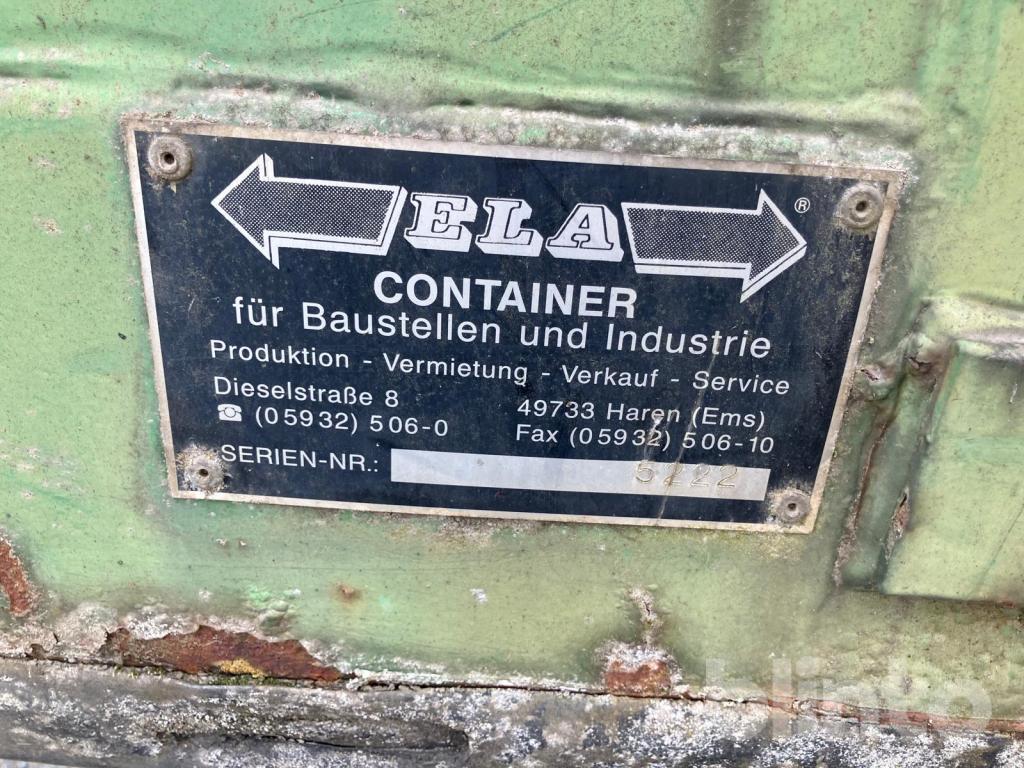 ELA ®
CONTAINER
für Baustellen und Industrie
Produktion - Vermietung - Verkauf - Service
Dieselstraße 8 49733 Haren (Ems)
☎ (05932) 506-0 Fax (05932) 506-10
SERIEN-NR.: 5222
blinto